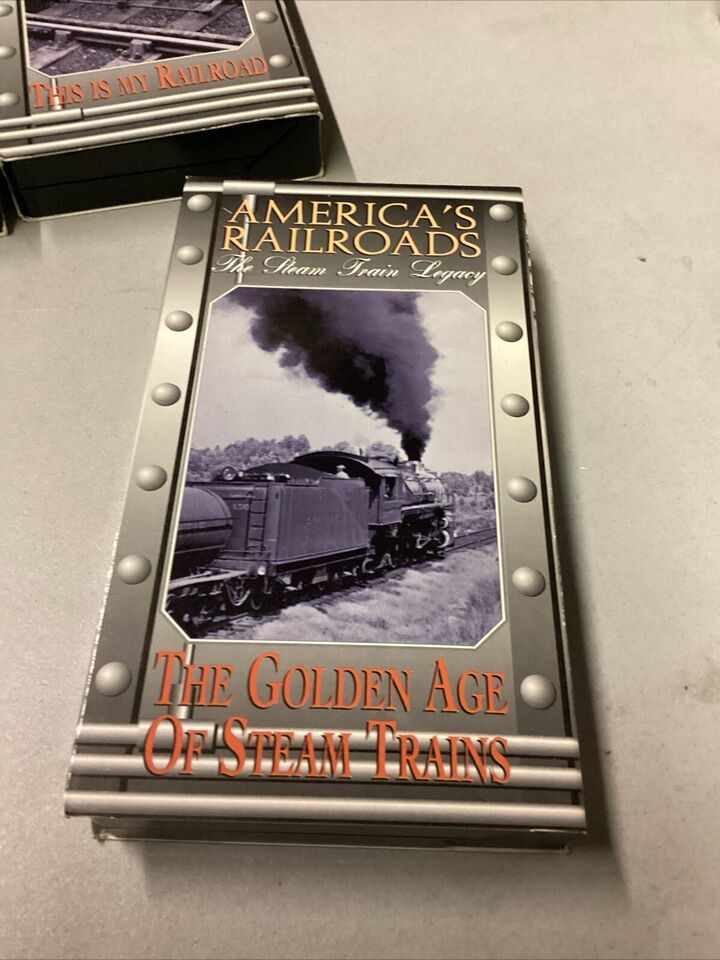 This is my Railroad
America's
Railroads
The Steam Train Legacy
The Golden Age
Of Steam Trains